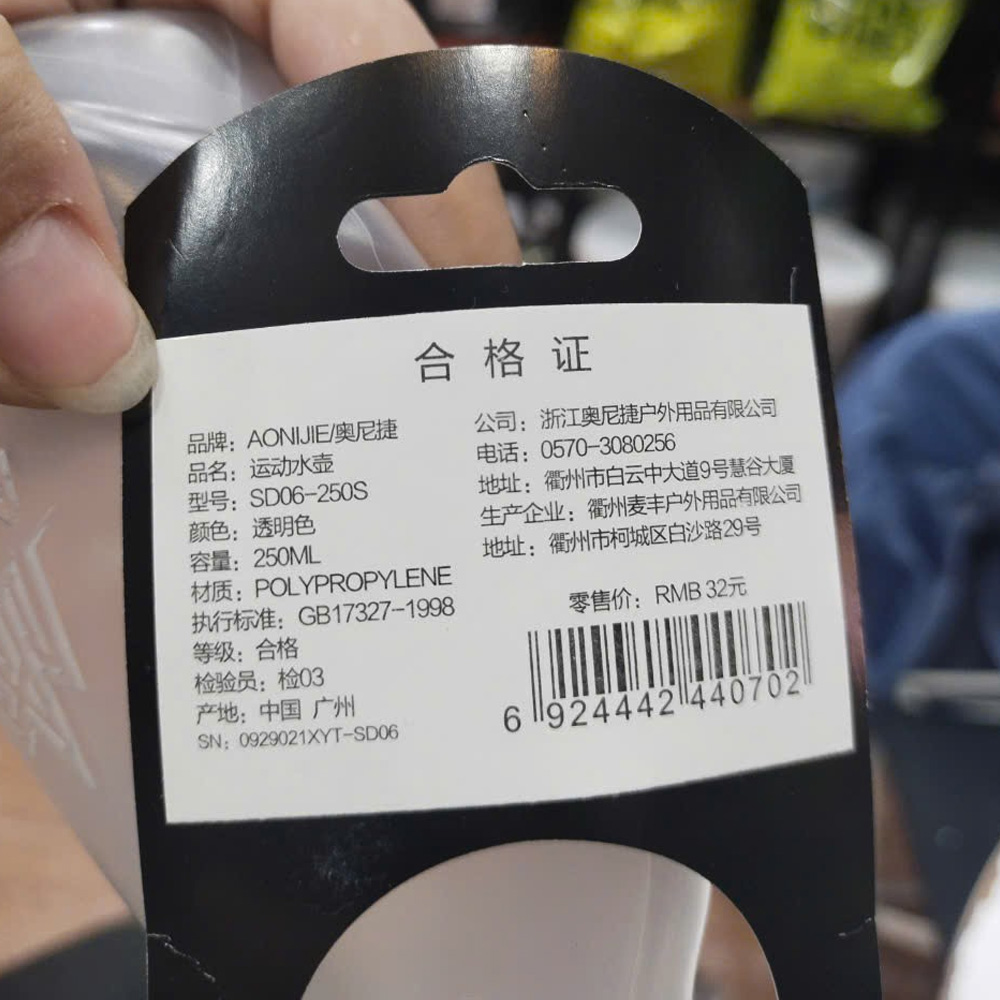 合格证
品牌：AONIJIE/奥尼捷
品名：运动水壶
型号：SD06-250S
颜色：透明色
容量：250ML
材质：POLYPROPYLENE
执行标准：GB17327-1998
等级：合格
检验员：检03
产地：中国 广州
SN：0929021XYT-SD06
公司：浙江奥尼捷户外用品有限公司
电话：0570-3080256
地址：衢州市白云中大道9号慧谷大厦
生产企业：衢州麦丰户外用品有限公司
地址：衢州市柯城区白沙路29号
零售价：RMB 32元
6 924442 440702